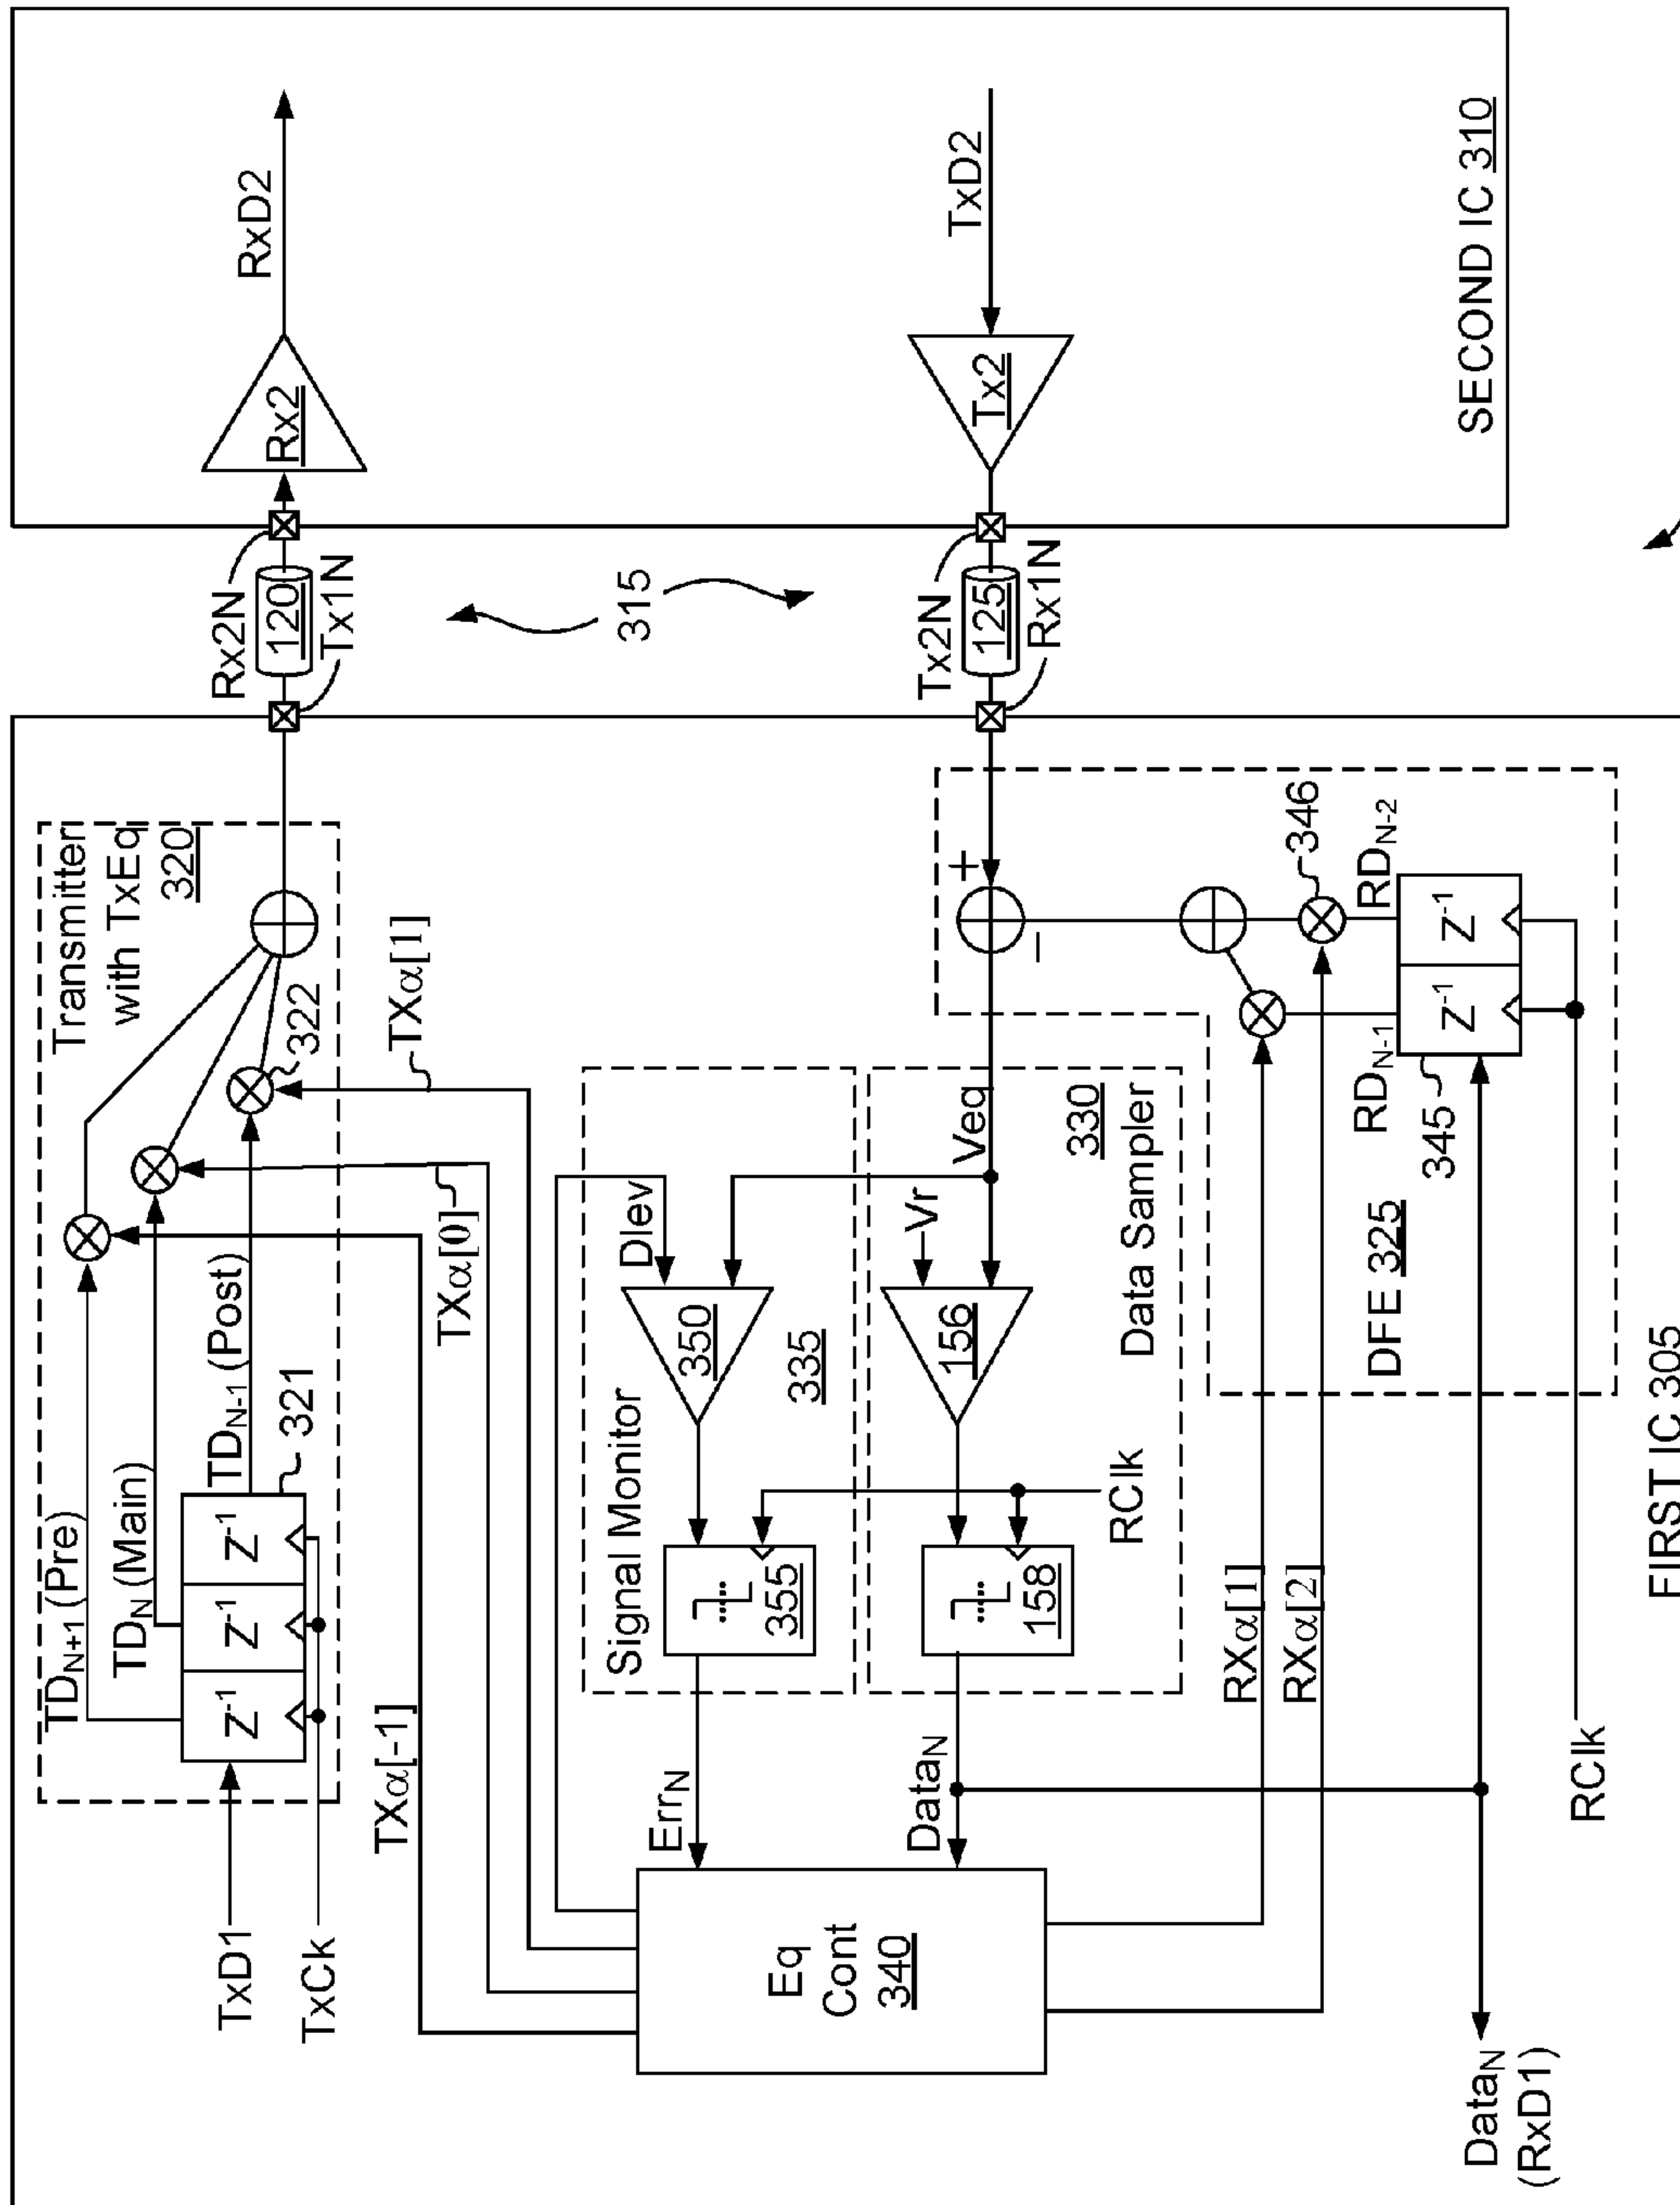 TxD1
TxCk
TD_N+1 (Pre)
TD_N (Main)
TD_N-1 (Post)
321
Z^-1
Z^-1
Z^-1
Transmitter
with TxEq
320
322
TXα[-1]
TXα[0]
TXα[1]
Rx2N
120
Tx1N
Rx2
RxD2
315
Tx2N
125
Rx1N
Tx2
TxD2
SECOND IC 310
Signal Monitor
335
350
355
Dlev
Err_N
Data Sampler
330
156
158
Vr
Veq
RClk
Data_N
Eq
Cont
340
RXα[1]
RXα[2]
DFE 325
345
346
RD_N-1
RD_N-2
Z^-1
Z^-1
+
−
RClk
Data_N
(RxD1)
FIRST IC 305